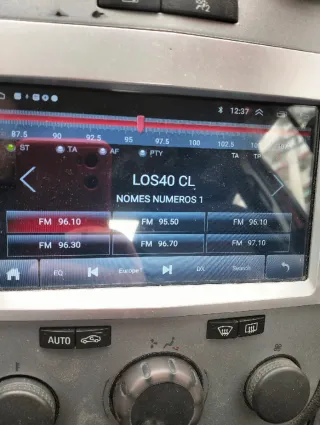 12:37
87.5 90 92.5 95 97.5 100 102.5
ST TA AF PTY TA TP
LOS40 CL
NOMES NUMEROS 1
FM 96.10 FM 95.50 FM 96.10
FM 96.30 FM 96.70 FM 97.10
EQ Europe DX Search
AUTO